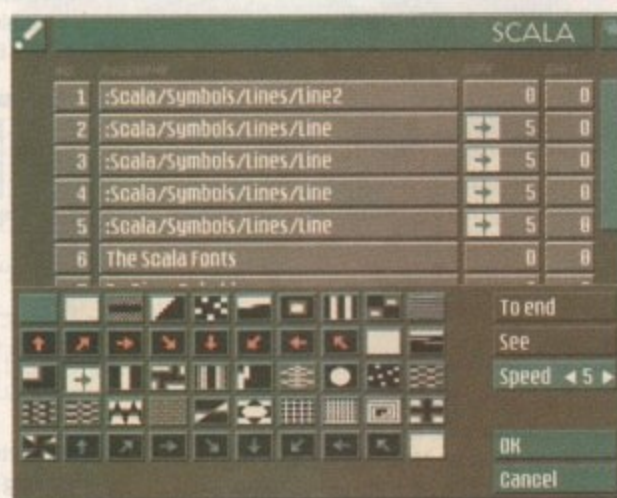 SCALA
1 :Scala/Symbols/Lines/Line2 0 0
2 :Scala/Symbols/Lines/Line 5 0
3 :Scala/Symbols/Lines/Line 5 0
4 :Scala/Symbols/Lines/Line 5 0
5 :Scala/Symbols/Lines/Line 5 0
6 The Scala Fonts 0 0
To end
See
Speed 5
OK
Cancel